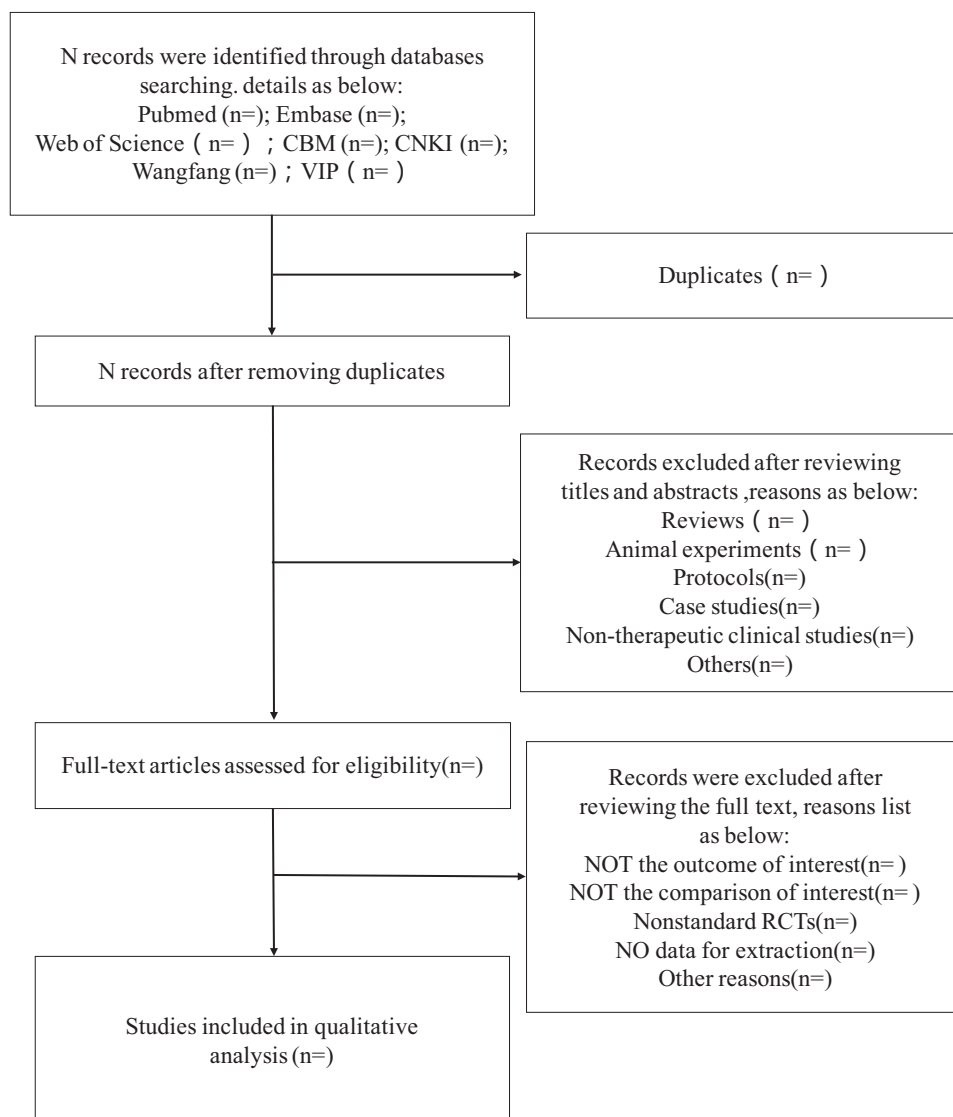 N records were identified through databases
searching. details as below:
Pubmed (n=); Embase (n=);
Web of Science ( n= ) ; CBM (n=); CNKI (n=);
Wangfang (n=) ; VIP ( n= )
Duplicates ( n= )
N records after removing duplicates
Records excluded after reviewing
titles and abstracts ,reasons as below:
Reviews ( n= )
Animal experiments ( n= )
Protocols(n=)
Case studies(n=)
Non-therapeutic clinical studies(n=)
Others(n=)
Full-text articles assessed for eligibility(n=)
Records were excluded after
reviewing the full text, reasons list
as below:
NOT the outcome of interest(n= )
NOT the comparison of interest(n= )
Nonstandard RCTs(n=)
NO data for extraction(n=)
Other reasons(n=)
Studies included in qualitative
analysis (n=)